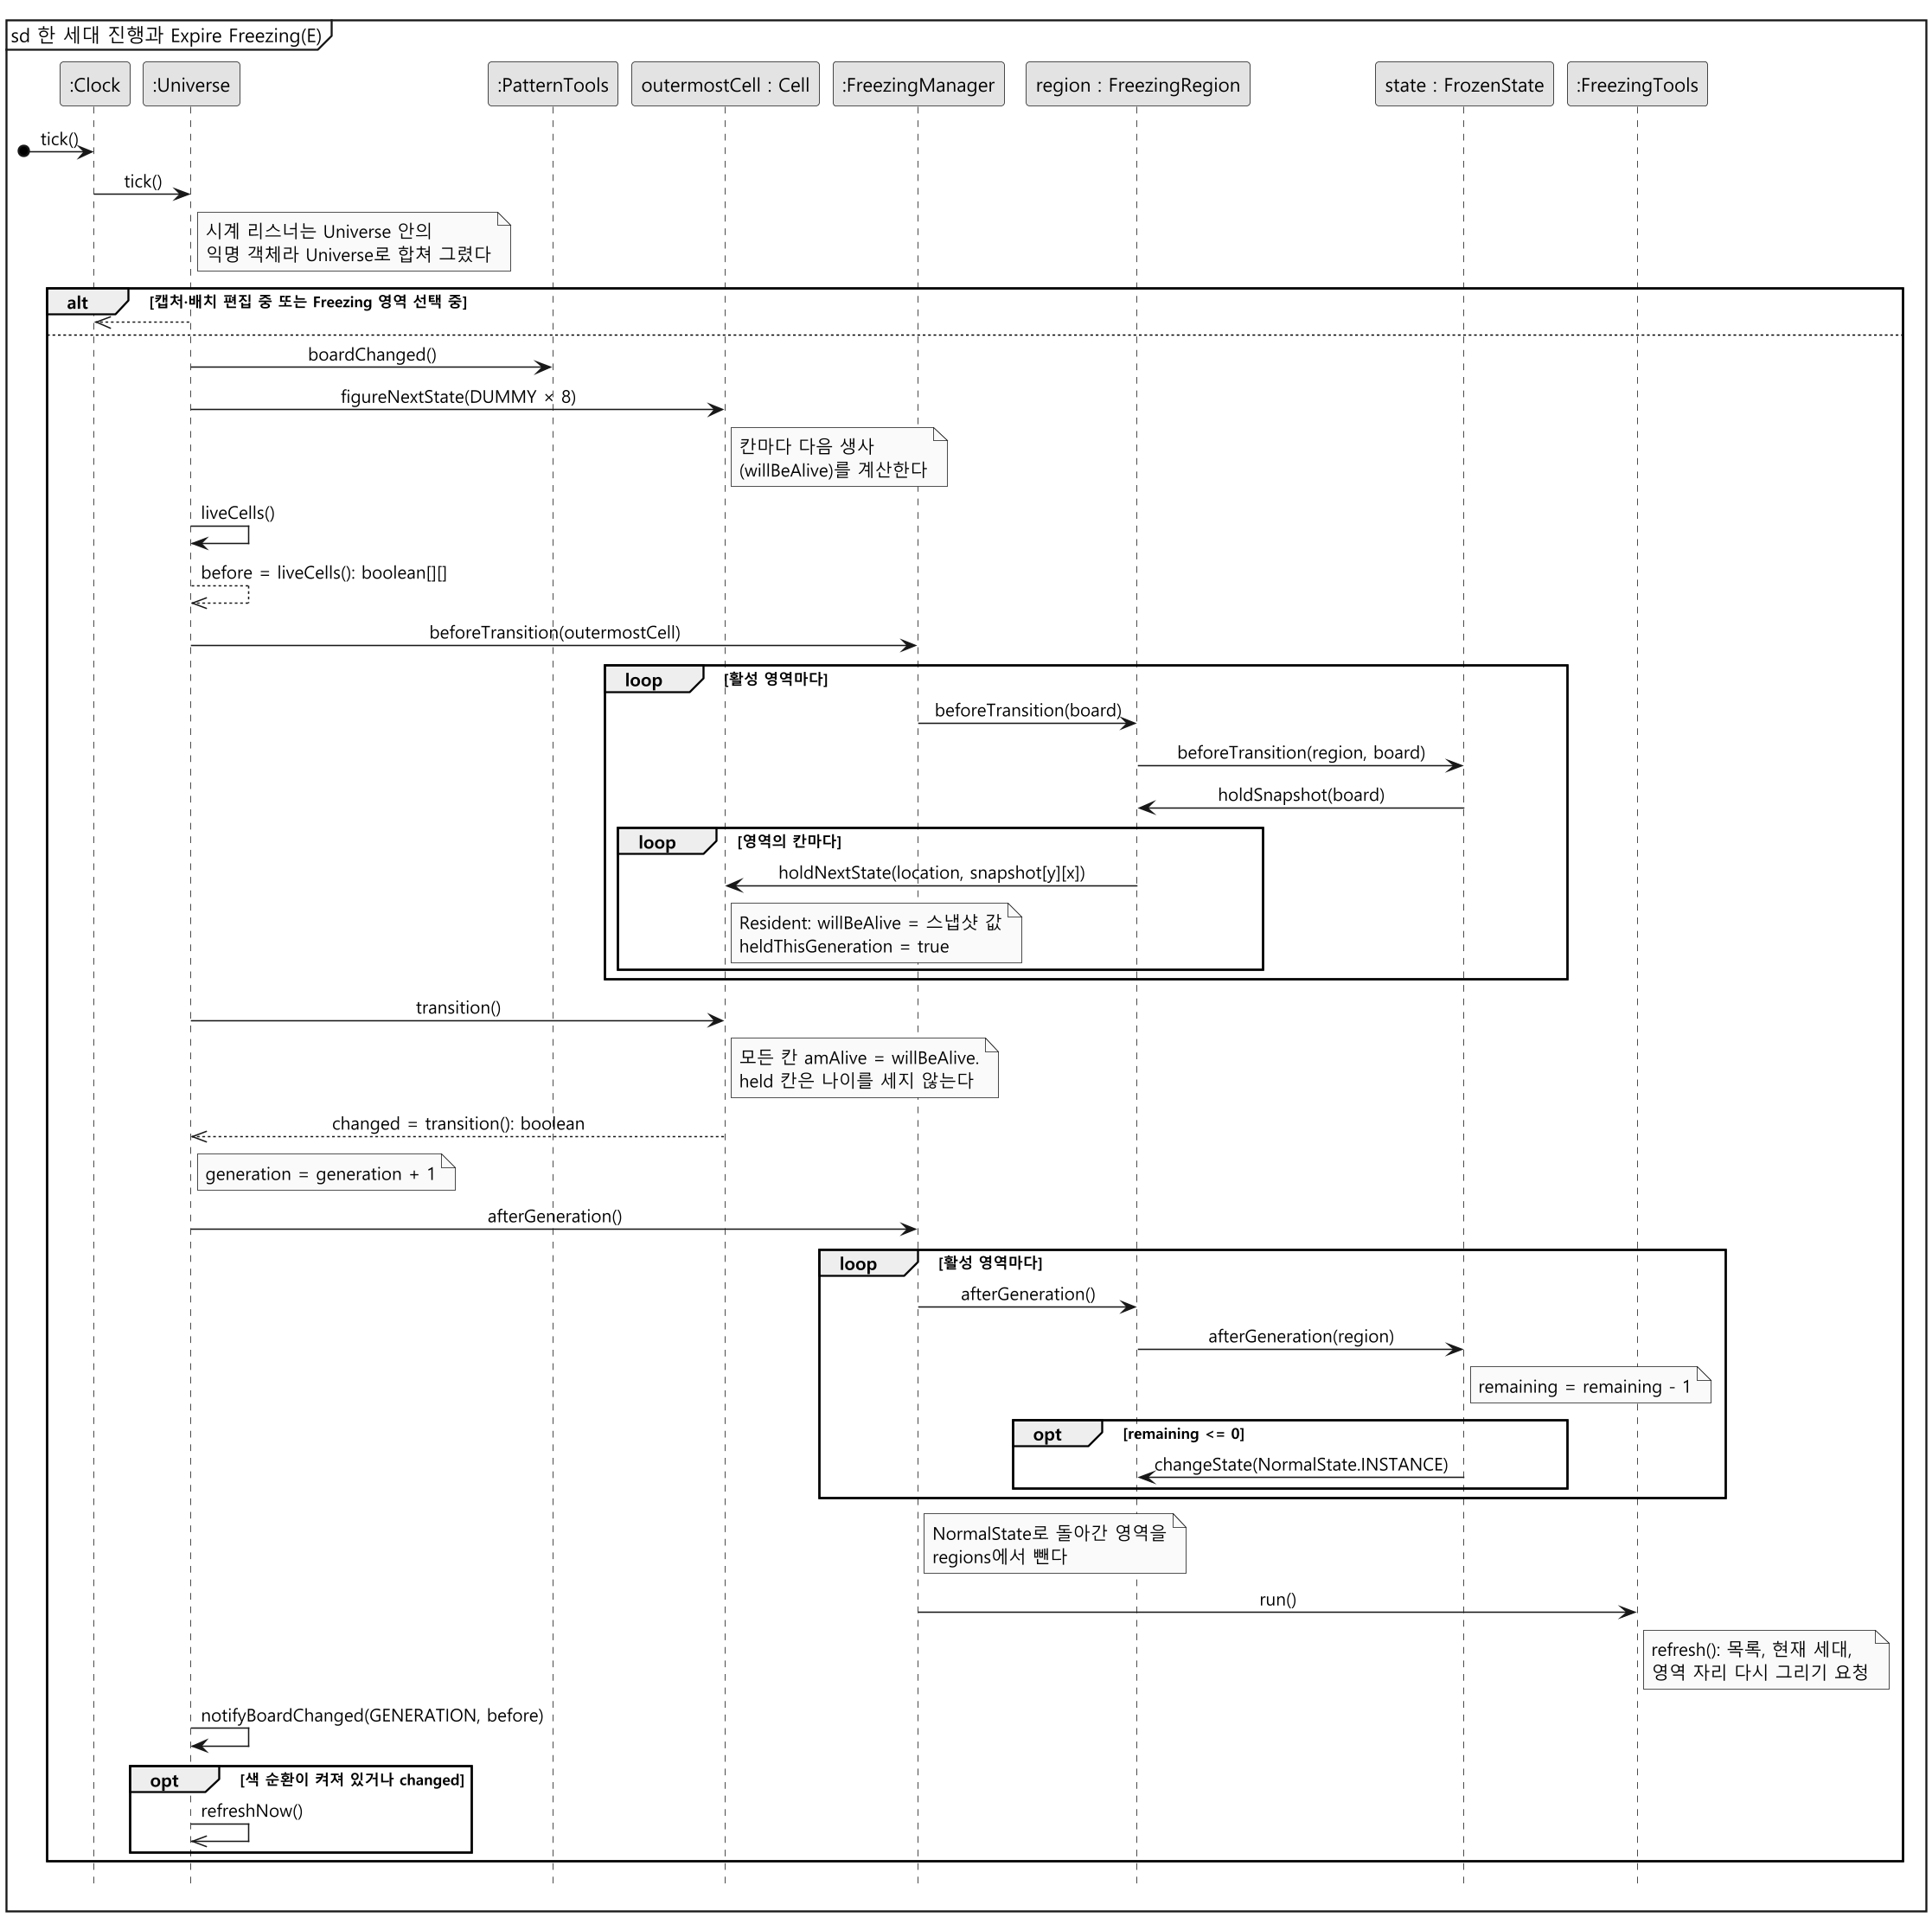 sd 한 세대 진행과 Expire Freezing(E)
:Clock
:Universe
:PatternTools
outermostCell : Cell
:FreezingManager
region : FreezingRegion
state : FrozenState
:FreezingTools
tick()
tick()
시계 리스너는 Universe 안의
익명 객체라 Universe로 합쳐 그렸다
alt
[캡처·배치 편집 중 또는 Freezing 영역 선택 중]
boardChanged()
figureNextState(DUMMY × 8)
칸마다 다음 생사
(willBeAlive)를 계산한다
liveCells()
before = liveCells(): boolean[][]
beforeTransition(outermostCell)
loop
[활성 영역마다]
beforeTransition(board)
beforeTransition(region, board)
holdSnapshot(board)
loop
[영역의 칸마다]
holdNextState(location, snapshot[y][x])
Resident: willBeAlive = 스냅샷 값
heldThisGeneration = true
transition()
모든 칸 amAlive = willBeAlive.
held 칸은 나이를 세지 않는다
changed = transition(): boolean
generation = generation + 1
afterGeneration()
loop
[활성 영역마다]
afterGeneration()
afterGeneration(region)
remaining = remaining - 1
opt
[remaining <= 0]
changeState(NormalState.INSTANCE)
NormalState로 돌아간 영역을
regions에서 뺀다
run()
refresh(): 목록, 현재 세대,
영역 자리 다시 그리기 요청
notifyBoardChanged(GENERATION, before)
opt
[색 순환이 켜져 있거나 changed]
refreshNow()